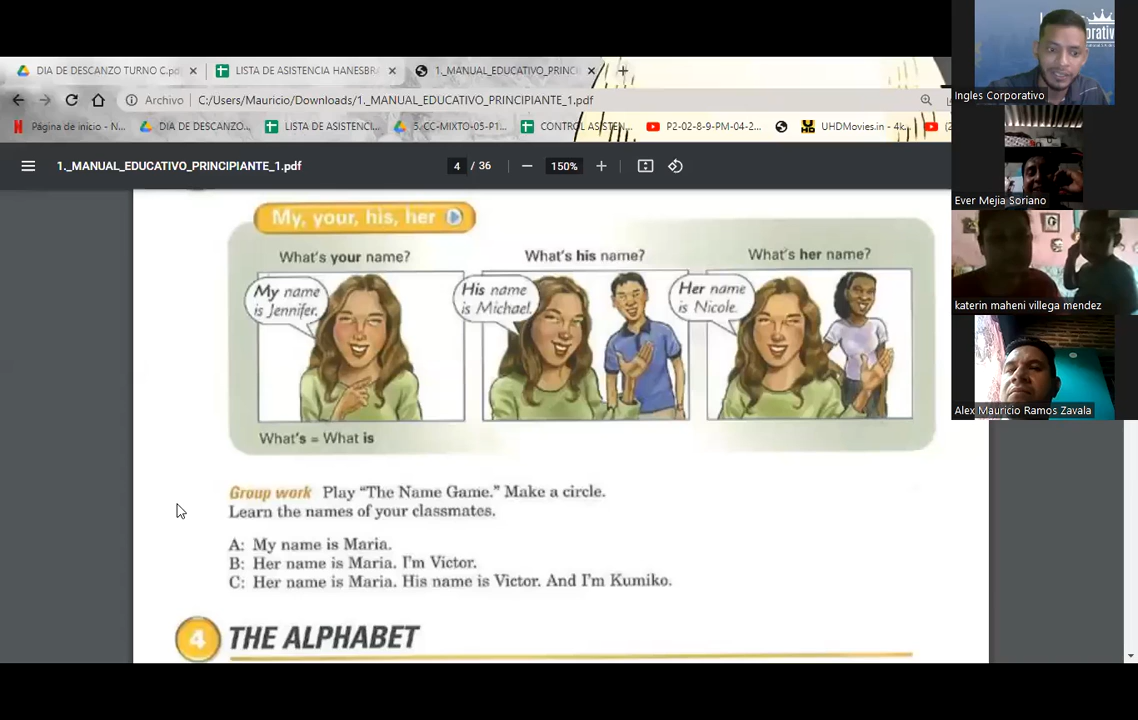 DIA DE DESCANZO TURNO C.pd
LISTA DE ASISTENCIA HANESBRA
1._MANUAL_EDUCATIVO_PRINCIP
Archivo
C:/Users/Mauricio/Downloads/1._MANUAL_EDUCATIVO_PRINCIPIANTE_1.pdf
Página de inicio - N...
DIA DE DESCANZO...
LISTA DE ASISTENCI...
5. CC-MIXTO+05-P1...
CONTROL ASISTEN...
P2-02-8-9-PM-04-2...
UHDMovies.in - 4k...
1._MANUAL_EDUCATIVO_PRINCIPIANTE_1.pdf
4 / 36
150%
My, your, his, her
What's your name?
What's his name?
What's her name?
My name
is Jennifer.
His name
is Michael.
Her name
is Nicole.
What's = What is
Group work Play "The Name Game." Make a circle.
Learn the names of your classmates.
A: My name is Maria.
B: Her name is Maria. I'm Victor.
C: Her name is Maria. His name is Victor. And I'm Kumiko.
4 THE ALPHABET
Ingles Corporativo
Ever Mejia Soriano
katerin maheni villega mendez
Alex Mauricio Ramos Zavala